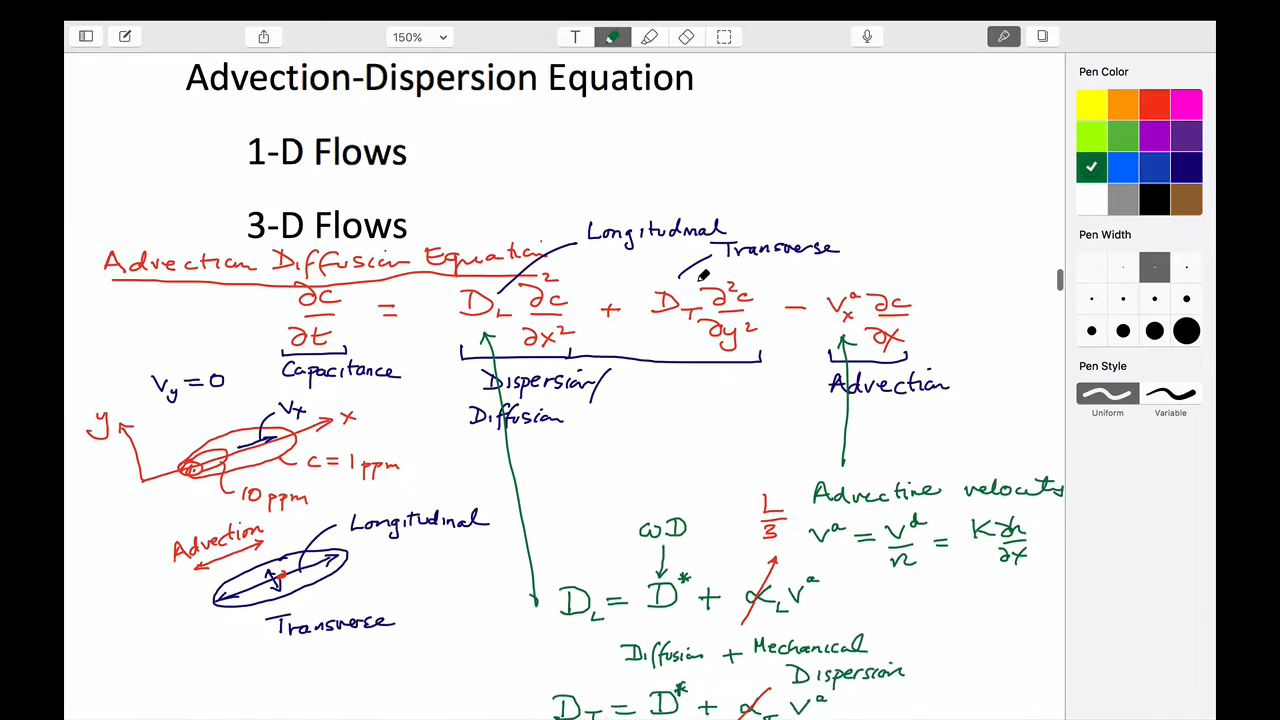 150%
T
Advection-Dispersion Equation
Pen Color
1-D Flows
3-D Flows
Longitudinal
Transverse
Pen Width
Advection Diffusion Equation
∂c/∂t = D_L ∂²c/∂x² + D_T ∂²c/∂y² − v_x^a ∂c/∂x
Capacitance
Dispersion/
Diffusion
Advection
Pen Style
Uniform
Variable
v_y = 0
v_x
y
x
c = 1 ppm
10 ppm
Advection
Longitudinal
Transverse
Advective velocity
v^a = v^d/n = K ∂h/∂x
ωD
L/3
D_L = D* + α_L v^a
Diffusion + Mechanical
Dispersion
D_T = D* + α_T v^a